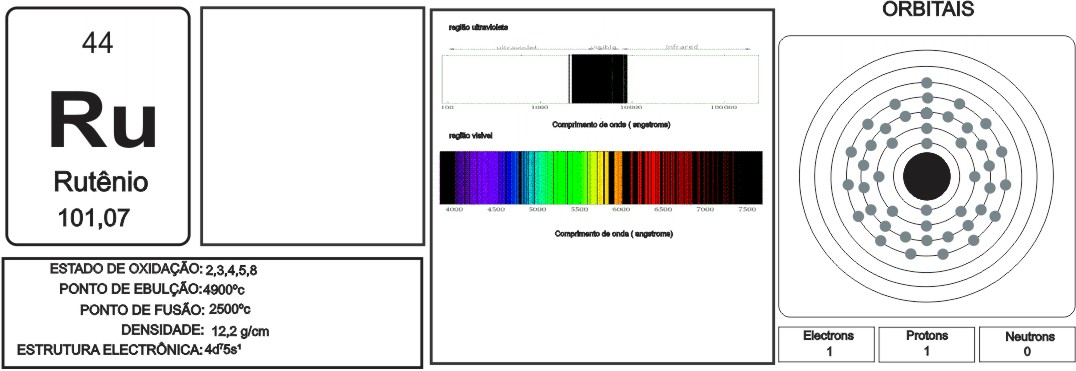 44
Ru
Rutênio
101,07
ESTADO DE OXIDAÇÃO: 2,3,4,5,8
PONTO DE EBULÇÃO:4900ºc
PONTO DE FUSÃO: 2500ºc
DENSIDADE: 12,2 g/cm
ESTRUTURA ELECTRÔNICA:4d⁷5s¹
região ultravioleta
ultraviolet visible infrared
100 1000 10000 100000
Comprimento de onda ( angstroms)
região visível
4000 4500 5000 5500 6000 6500 7000 7500
Comprimento de onda ( angstroms)
ORBITAIS
Electrons
1
Protons
1
Neutrons
0